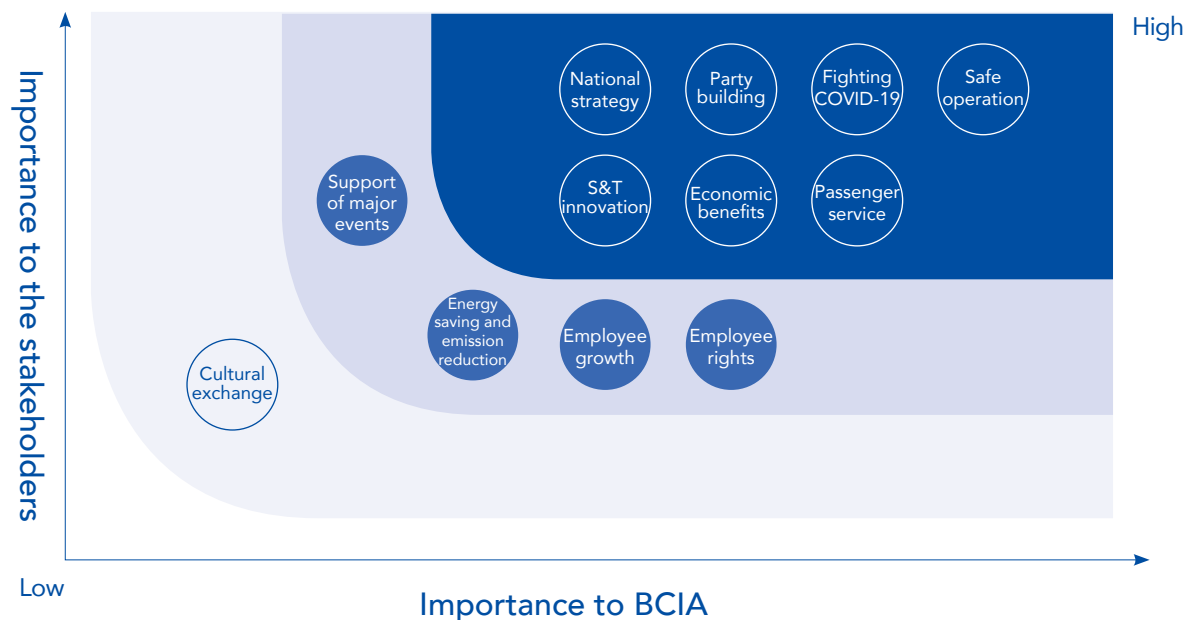 High
Importance to the stakeholders
National
strategy
Party
building
Fighting
COVID-19
Safe
operation
Support
of major
events
S&T
innovation
Economic
benefits
Passenger
service
Energy
saving and
emission
reduction
Employee
growth
Employee
rights
Cultural
exchange
Low
Importance to BCIA